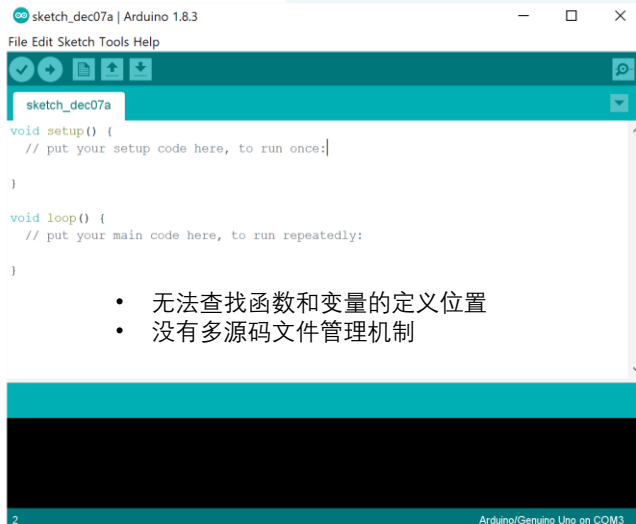 sketch_dec07a | Arduino 1.8.3
File Edit Sketch Tools Help
sketch_dec07a
void setup() {
  // put your setup code here, to run once:
}
void loop() {
  // put your main code here, to run repeatedly:
}
• 无法查找函数和变量的定义位置
• 没有多源码文件管理机制
2 Arduino/Genuino Uno on COM3